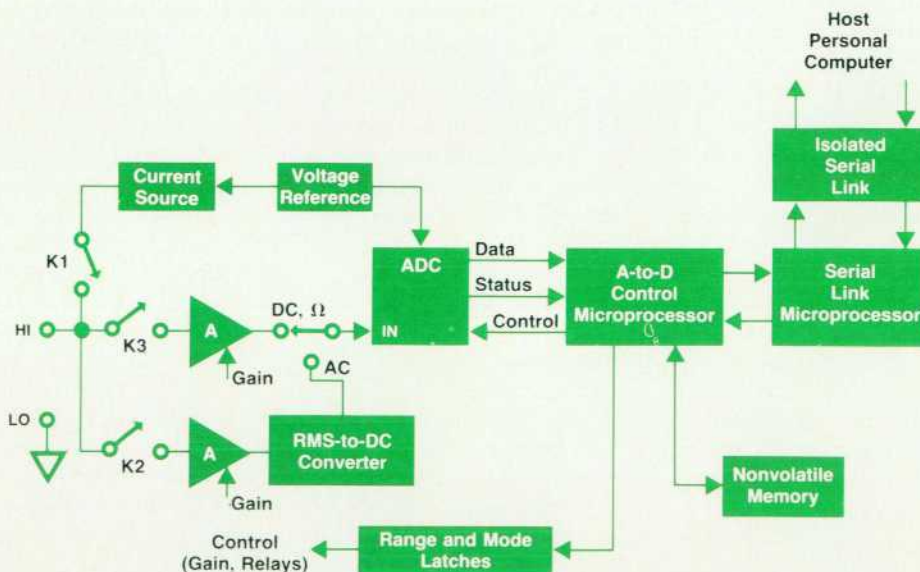 Host
Personal
Computer
Isolated
Serial
Link
Current
Source
Voltage
Reference
K1
ADC
IN
Data
Status
Control
A-to-D
Control
Microprocessor
Serial
Link
Microprocessor
HI
K3
A
Gain
DC, Ω
AC
LO
K2
A
Gain
RMS-to-DC
Converter
Nonvolatile
Memory
Control
(Gain, Relays)
Range and Mode
Latches